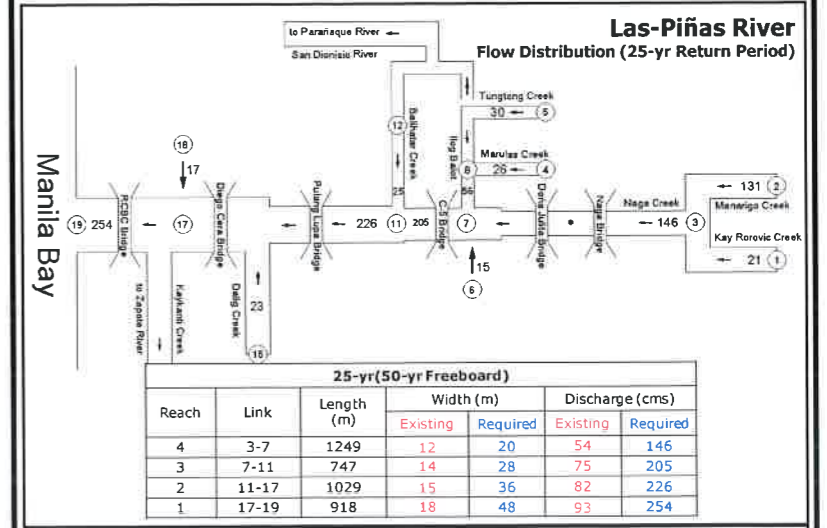 Las-Piñas River
Flow Distribution (25-yr Return Period)
to Parañaque River
San Dionisio River
Tungtong Creek
30
5
12
Balihatar Creek
Ilog Balot
Marulas Creek
26
4
8
18
17
25
56
131
2
Manariga Creek
Manila Bay
Diego Cera Bridge
Pulang Lupa Bridge
C-5 Bridge
Doña Julita Bridge
Naga Bridge
Naga Creek
RCBC Bridge
19
254
17
226
11
205
7
146
3
Kay Rorovic Creek
21
1
15
6
to Zapote River
Kaykanti Creek
Dalig Creek
23
16
25-yr(50-yr Freeboard)
Reach Link Length (m) Width (m) Discharge (cms)
Existing Required Existing Required
4 3-7 1249 12 20 54 146
3 7-11 747 14 28 75 205
2 11-17 1029 15 36 82 226
1 17-19 918 18 48 93 254